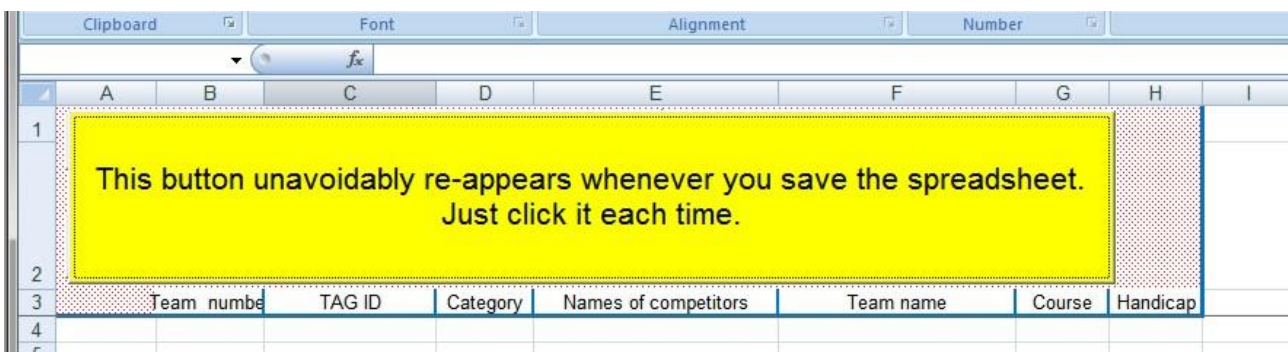 Clipboard Font Alignment Number
fx
A B C D E F G H I
1
This button unavoidably re-appears whenever you save the spreadsheet.
Just click it each time.
2
3 Team numbe TAG ID Category Names of competitors Team name Course Handicap
4